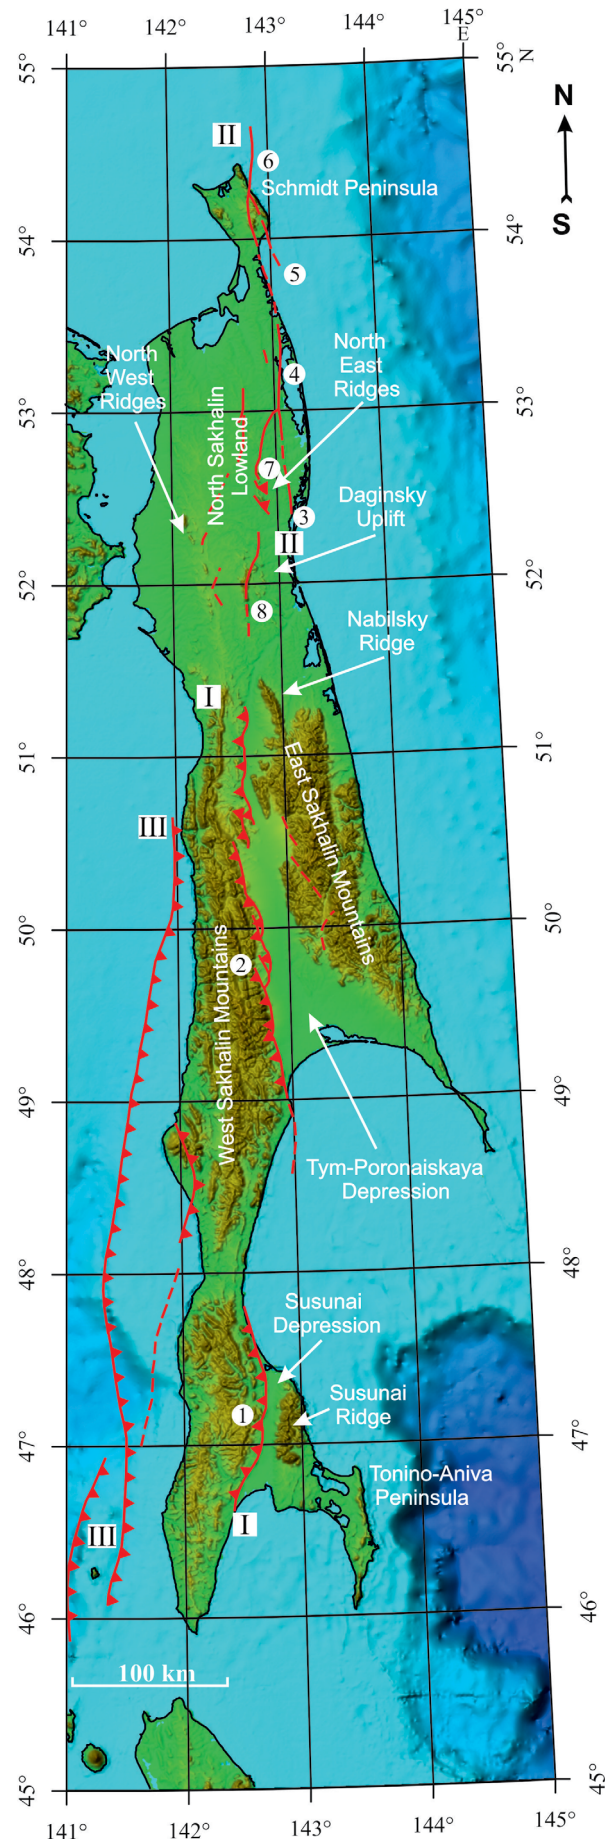 141° 142° 143° 144° 145°
E
55° 55°
N
N
S
II
6
Schmidt Peninsula
54° 54°
5
North
West
Ridges
North
East
Ridges
4
53° 53°
North Sakhalin
Lowland
7
3
Daginsky
Uplift
II
52° 52°
8
Nabilsky
Ridge
I
51° 51°
East Sakhalin Mountains
III
50° 50°
2
West Sakhalin Mountains
49° 49°
Tym-Poronaiskaya
Depression
48° 48°
Susunai
Depression
Susunai
Ridge
1
47° 47°
Tonino-Aniva
Peninsula
I
III
46° 46°
100 km
45° 45°
141° 142° 143° 145°